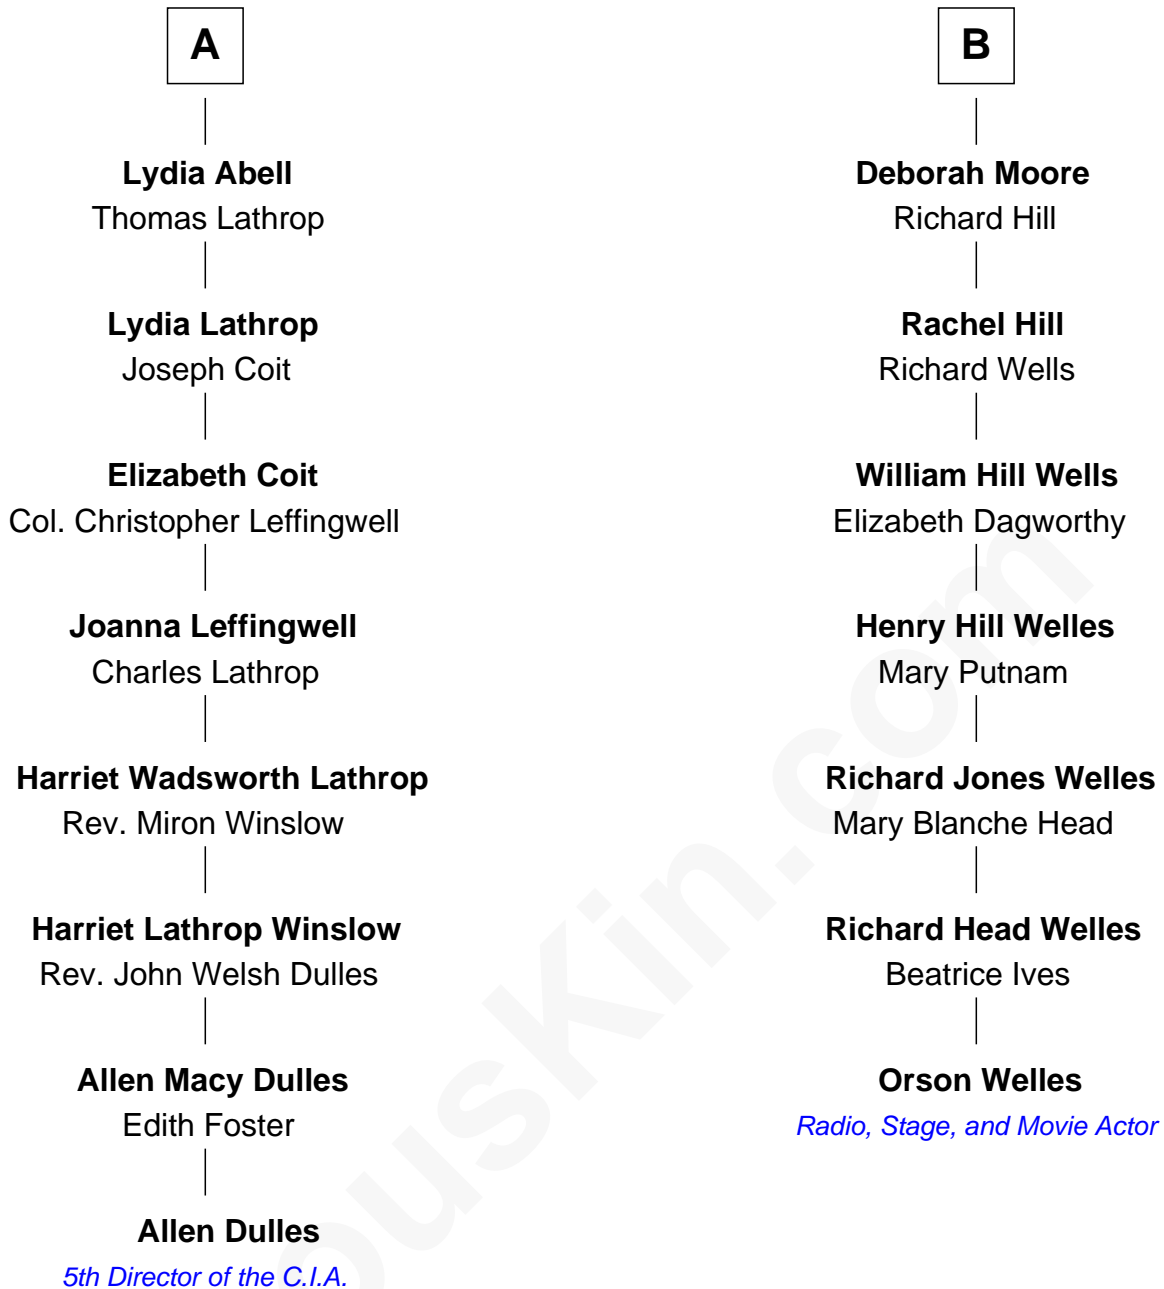 A
Lydia Abell
Thomas Lathrop
Lydia Lathrop
Joseph Coit
Elizabeth Coit
Col. Christopher Leffingwell
Joanna Leffingwell
Charles Lathrop
Harriet Wadsworth Lathrop
Rev. Miron Winslow
Harriet Lathrop Winslow
Rev. John Welsh Dulles
Allen Macy Dulles
Edith Foster
Allen Dulles
5th Director of the C.I.A.
B
Deborah Moore
Richard Hill
Rachel Hill
Richard Wells
William Hill Wells
Elizabeth Dagworthy
Henry Hill Welles
Mary Putnam
Richard Jones Welles
Mary Blanche Head
Richard Head Welles
Beatrice Ives
Orson Welles
Radio, Stage, and Movie Actor
ousKin.com